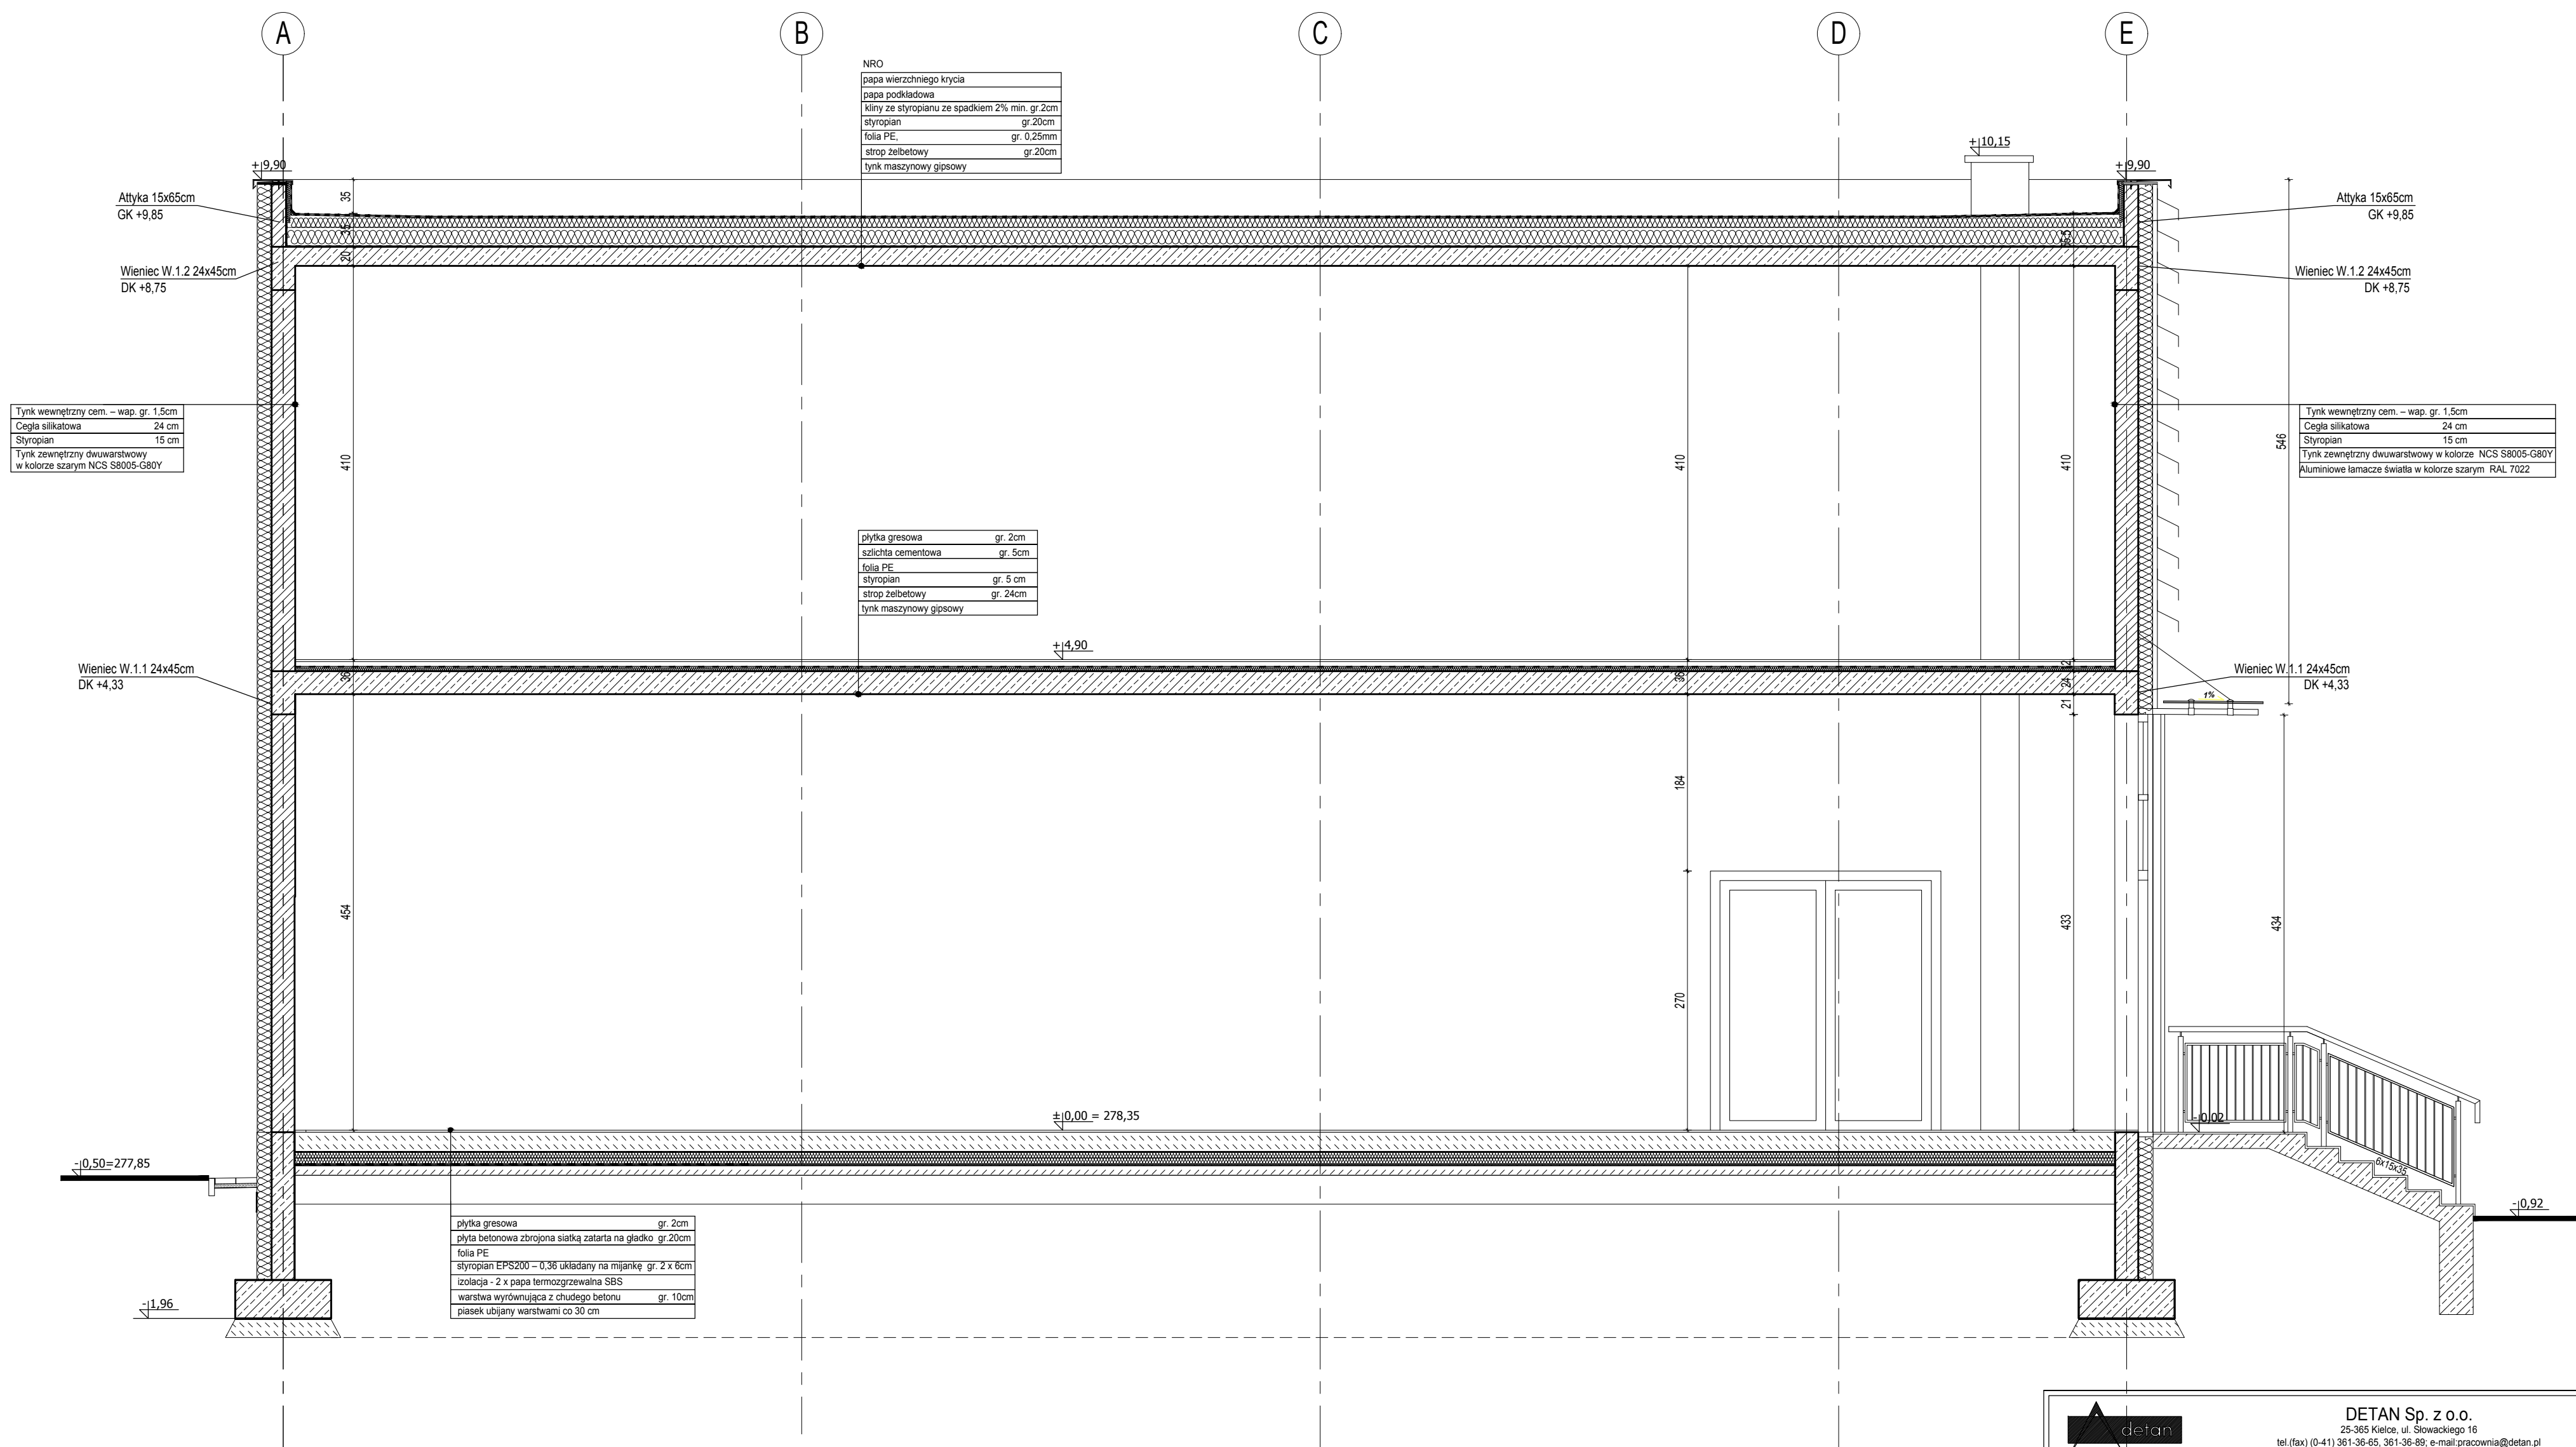 A
B
C
D
E
NRO
papa wierzchniego krycia
papa podkładowa
kliny ze styropianu ze spadkiem 2% min. gr.2cm
styropian gr.20cm
folia PE, gr. 0,25mm
strop żelbetowy gr.20cm
tynk maszynowy gipsowy
+10,15
+9,90
+9,90
Attyka 15x65cm
GK +9,85
Attyka 15x65cm
GK +9,85
35
35
20
Wieniec W.1.2 24x45cm
DK +8,75
Wieniec W.1.2 24x45cm
DK +8,75
Tynk wewnętrzny cem. – wap. gr. 1,5cm
Cegła silikatowa 24 cm
Styropian 15 cm
Tynk zewnętrzny dwuwarstwowy
w kolorze szarym NCS S8005-G80Y
Tynk wewnętrzny cem. – wap. gr. 1,5cm
Cegła silikatowa 24 cm
Styropian 15 cm
Tynk zewnętrzny dwuwarstwowy w kolorze NCS S8005-G80Y
Aluminiowe łamacze światła w kolorze szarym RAL 7022
410
410
410
546
płytka gresowa gr. 2cm
szlichta cementowa gr. 5cm
folia PE
styropian gr. 5 cm
strop żelbetowy gr. 24cm
tynk maszynowy gipsowy
+4,90
Wieniec W.1.1 24x45cm
DK +4,33
Wieniec W.1.1 24x45cm
DK +4,33
36
36
12
24
21
1%
184
454
433
434
270
±0,00 = 278,35
-0,02
-0,50=277,85
6x15x35
-0,92
płytka gresowa gr. 2cm
płyta betonowa zbrojona siatką zatarta na gładko gr.20cm
folia PE
styropian EPS200 – 0,36 układany na mijankę gr. 2 x 6cm
izolacja - 2 x papa termozgrzewalna SBS
warstwa wyrównująca z chudego betonu gr. 10cm
piasek ubijany warstwami co 30 cm
-1,96
detan
DETAN Sp. z o.o.
25-365 Kielce, ul. Słowackiego 16
tel.(fax) (0-41) 361-36-65, 361-36-89; e-mail:pracownia@detan.pl